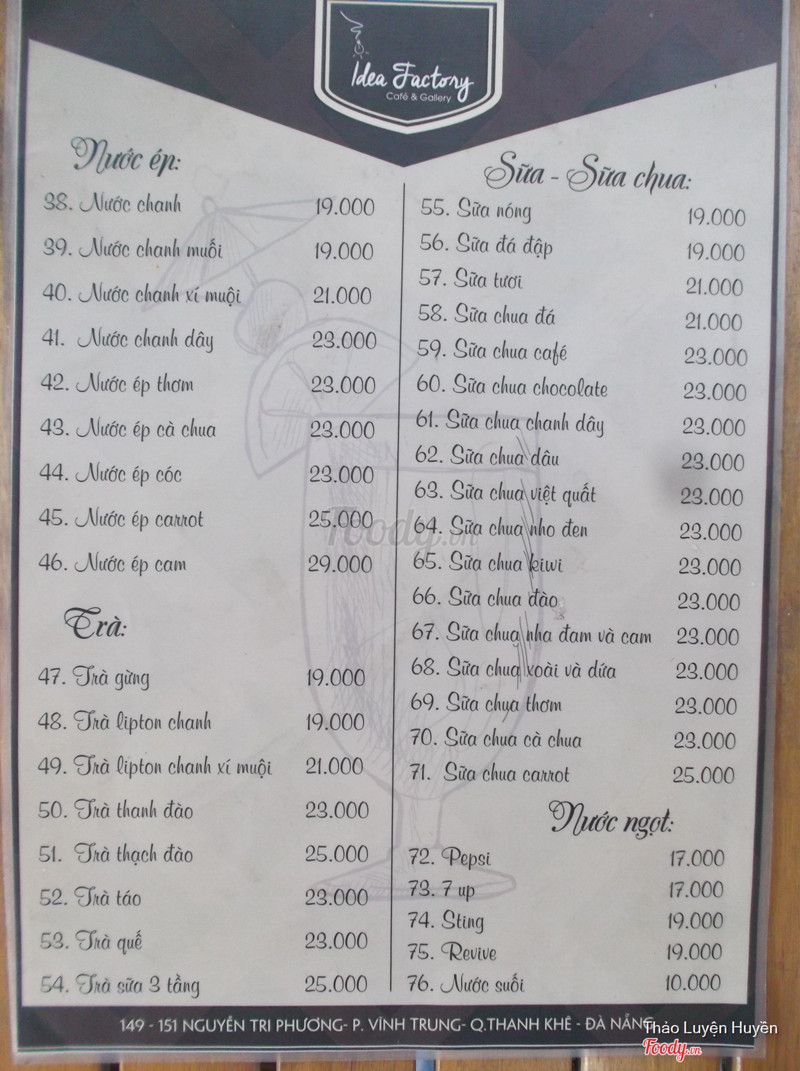 Idea Factory
Café & Gallery
Nước ép:
38. Nước chanh 19.000
39. Nước chanh muối 19.000
40. Nước chanh xí muội 21.000
41. Nước chanh dây 23.000
42. Nước ép thơm 23.000
43. Nước ép cà chua 23.000
44. Nước ép cóc 23.000
45. Nước ép carrot 25.000
46. Nước ép cam 29.000
Trà:
47. Trà gừng 19.000
48. Trà lipton chanh 19.000
49. Trà lipton chanh xí muội 21.000
50. Trà thanh đào 23.000
51. Trà thạch đào 25.000
52. Trà táo 23.000
53. Trà quế 23.000
54. Trà sữa 3 tầng 25.000
Sữa - Sữa chua:
55. Sữa nóng 19.000
56. Sữa đá đập 19.000
57. Sữa tươi 21.000
58. Sữa chua đá 21.000
59. Sữa chua café 23.000
60. Sữa chua chocolate 23.000
61. Sữa chua chanh dây 23.000
62. Sữa chua dâu 23.000
63. Sữa chua việt quất 23.000
64. Sữa chua nho đen 23.000
65. Sữa chua kiwi 23.000
66. Sữa chua đào 23.000
67. Sữa chua nha đam và cam 23.000
68. Sữa chua xoài và dứa 23.000
69. Sữa chua thơm 23.000
70. Sữa chua cà chua 23.000
71. Sữa chua carrot 25.000
Nước ngọt:
72. Pepsi 17.000
73. 7 up 17.000
74. Sting 19.000
75. Revive 19.000
76. Nước suối 10.000
Foody.vn
149 - 151 NGUYỄN TRI PHƯƠNG- P. VĨNH TRUNG- Q.THANH KHÊ - ĐÀ NẴNG
Thảo Luyện Huyền
Foody.vn